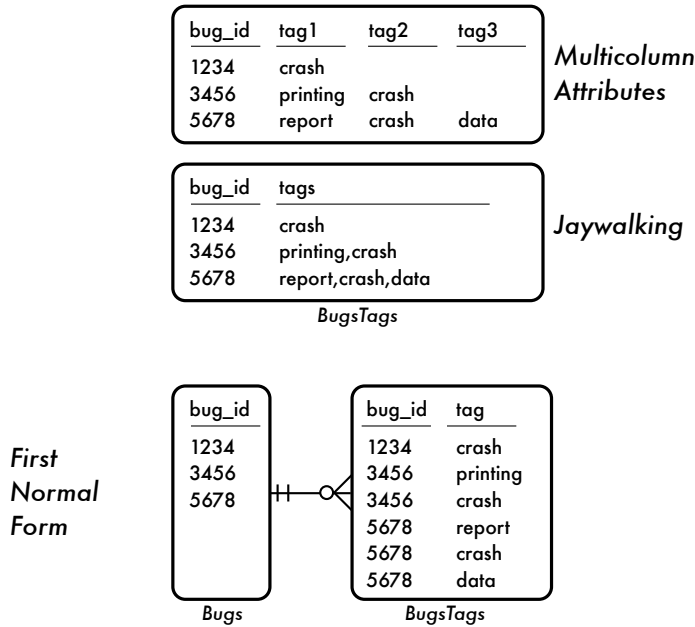 bug_id tag1 tag2 tag3
1234 crash
3456 printing crash
5678 report crash data
Multicolumn
Attributes
bug_id tags
1234 crash
3456 printing,crash
5678 report,crash,data
Jaywalking
BugsTags
First
Normal
Form
bug_id
1234
3456
5678
Bugs
bug_id tag
1234 crash
3456 printing
3456 crash
5678 report
5678 crash
5678 data
BugsTags